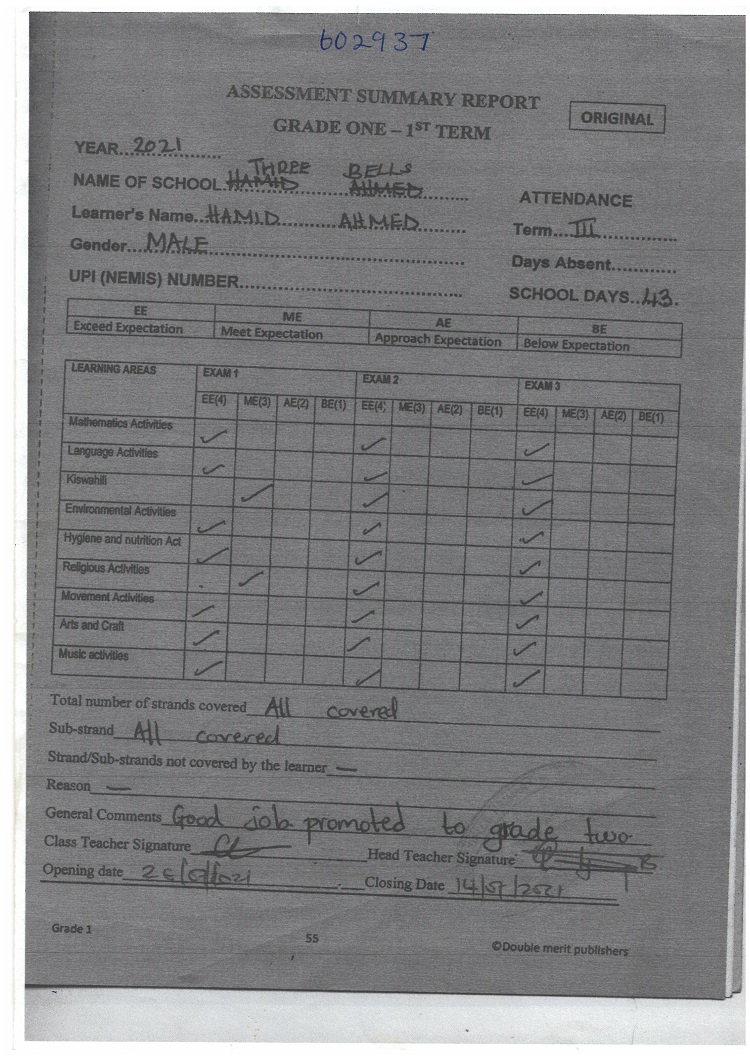 602937
ASSESSMENT SUMMARY REPORT
ORIGINAL
GRADE ONE – 1ST TERM
YEAR...2021..................
THREE BELLS
NAME OF SCHOOL..HAMID..........AHMED..........
ATTENDANCE
Learner's Name..HAMID..........AHMED..........
Term....III..............
Gender....MALE..................................
Days Absent..............
UPI (NEMIS) NUMBER..........................................
SCHOOL DAYS..43.
EE ME AE BE
Exceed Expectation Meet Expectation Approach Expectation Below Expectation
LEARNING AREAS EXAM 1 EXAM 2 EXAM 3
EE(4) ME(3) AE(2) BE(1) EE(4) ME(3) AE(2) BE(1) EE(4) ME(3) AE(2) BE(1)
Mathematics Activities ✓ ✓ ✓
Language Activities ✓ ✓ ✓
Kiswahili ✓ ✓ ✓
Environmental Activities ✓ ✓ ✓
Hygiene and nutrition Act ✓ ✓ ✓
Religious Activities ✓ ✓ ✓
Movement Activities ✓ ✓ ✓
Arts and Craft ✓ ✓ ✓
Music activities ✓ ✓ ✓
Total number of strands covered All covered
Sub-strand All covered
Strand/Sub-strands not covered by the learner —
Reason —
General Comments Good job promoted to grade two
Class Teacher Signature
Head Teacher Signature
Opening date
Closing Date
Grade 1
55
©Double merit publishers